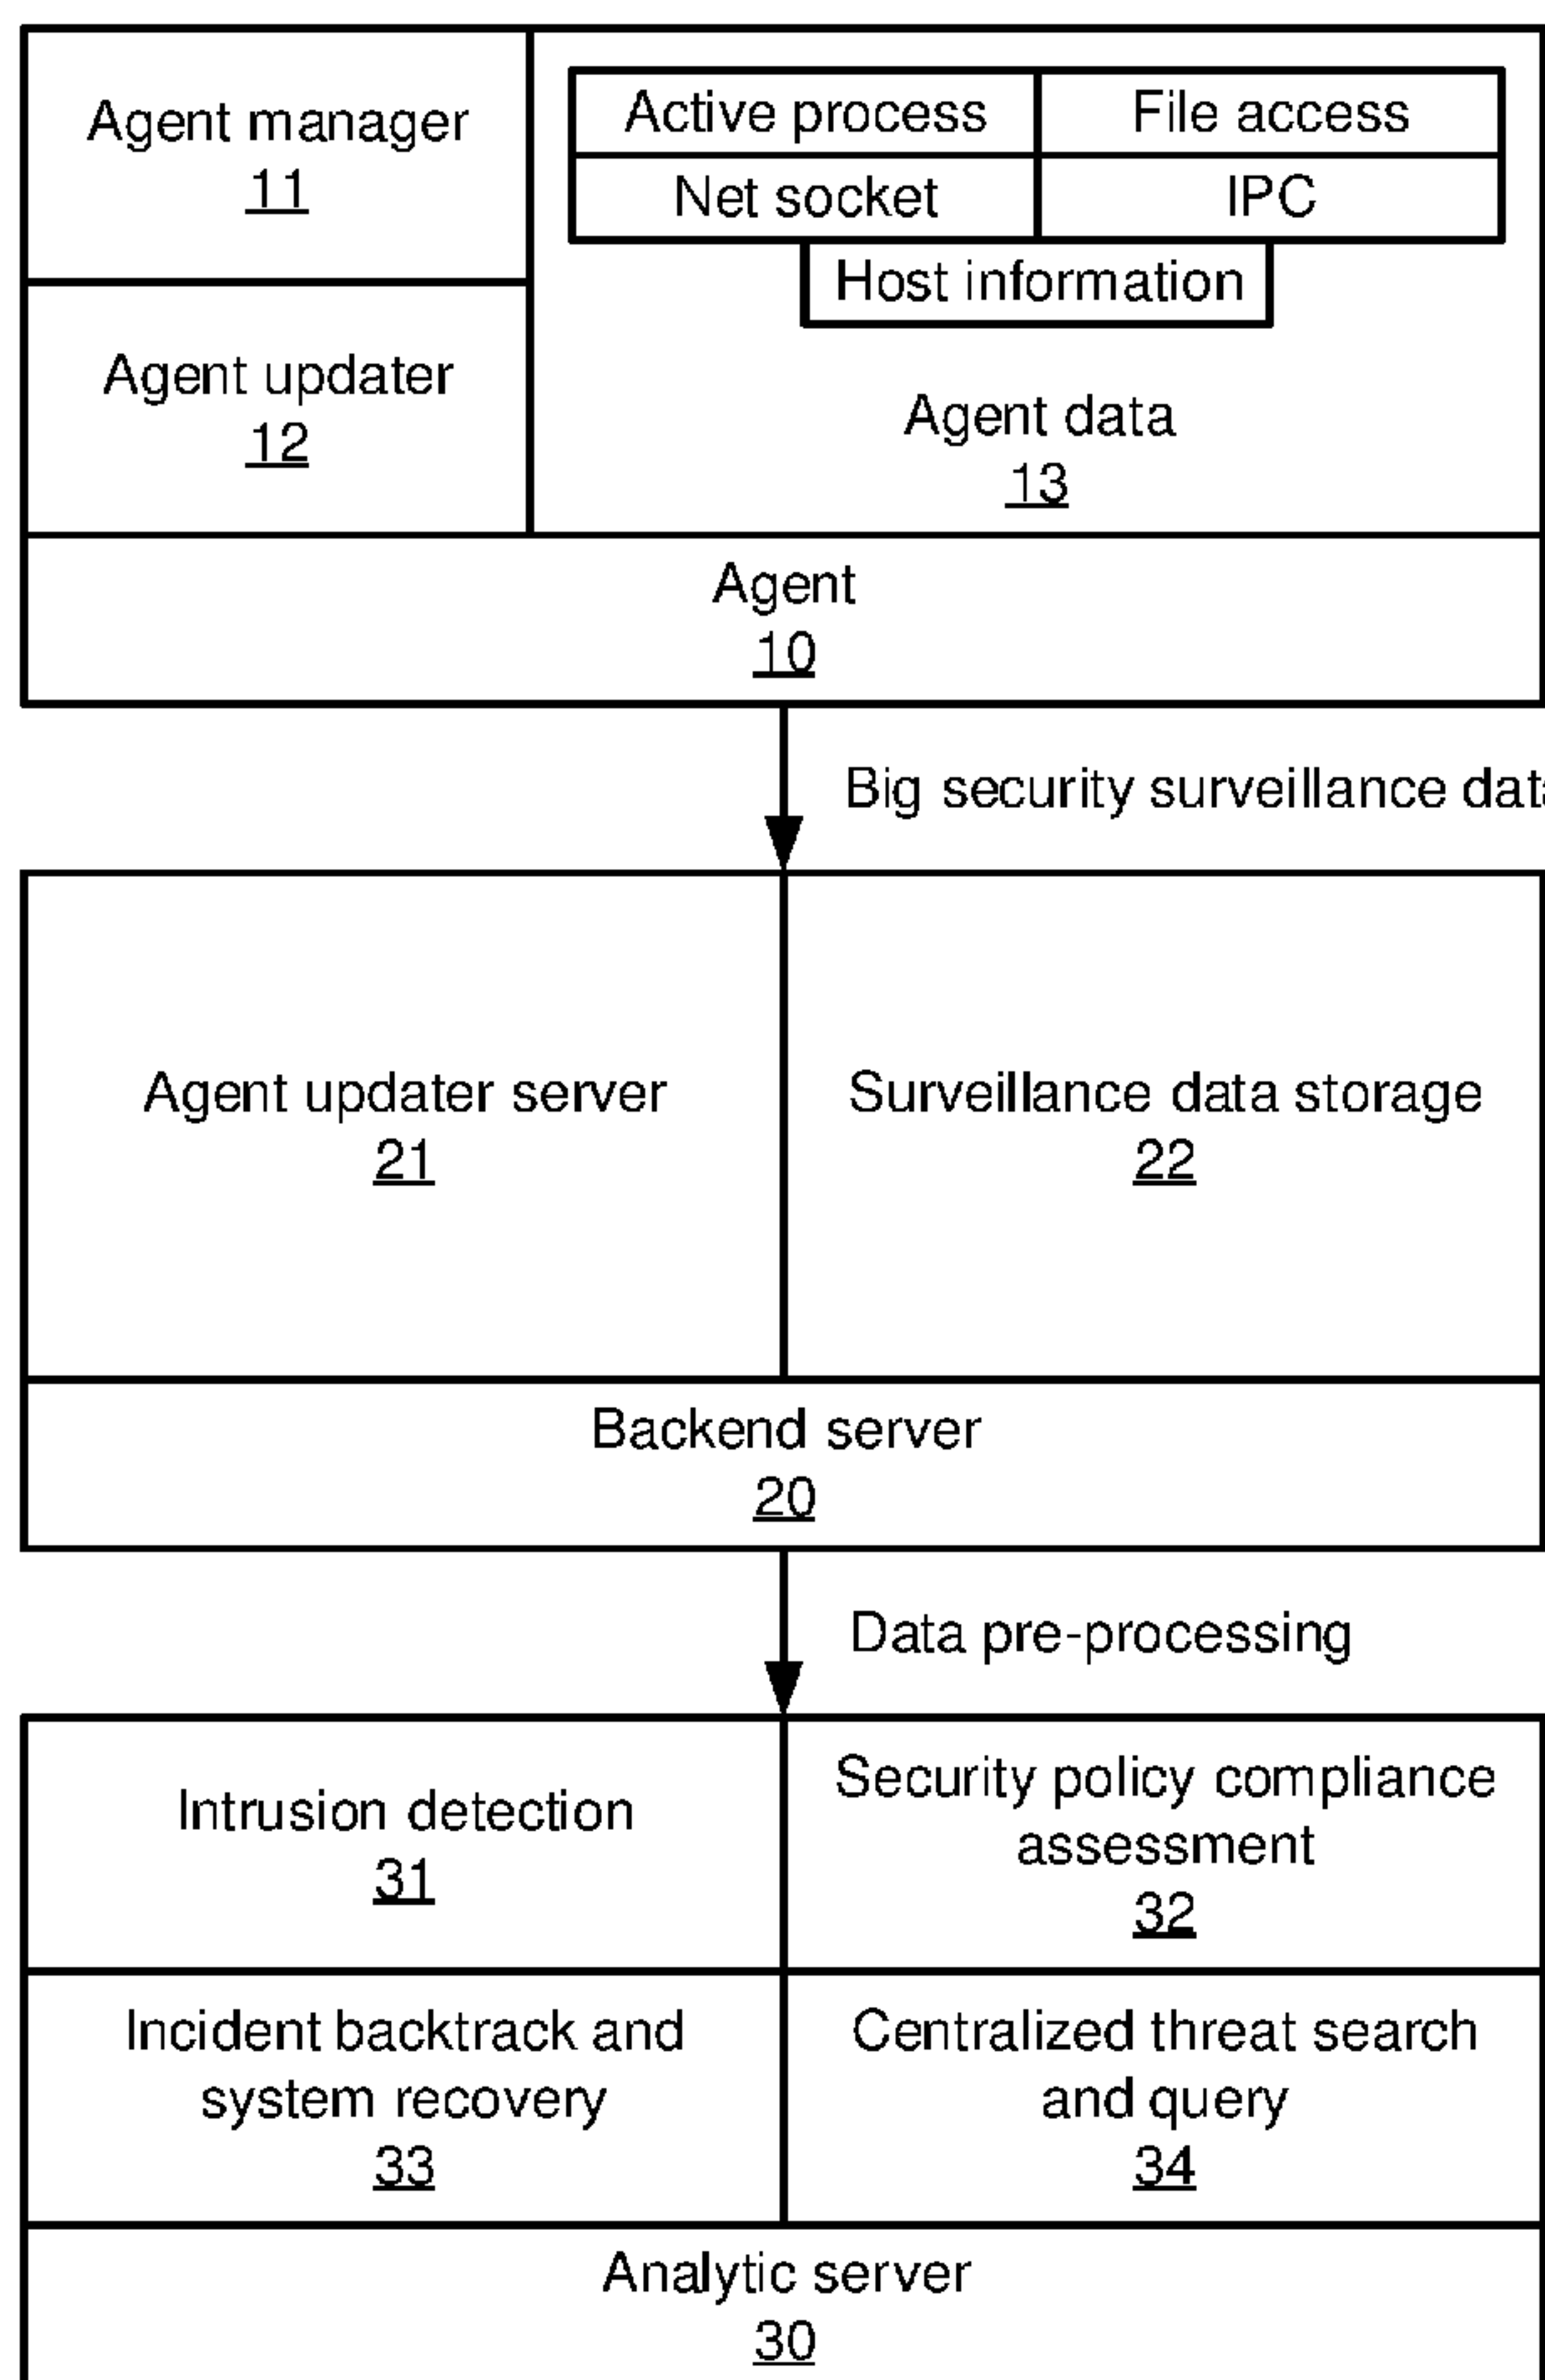 Agent manager
11
Active process
File access
Net socket
IPC
Host information
Agent updater
12
Agent data
13
Agent
10
Big security surveillance
Agent updater server
21
Surveillance data storage
22
Backend server
20
Data pre-processing
Intrusion detection
31
Security policy compliance
assessment
32
Incident backtrack and
system recovery
33
Centralized threat search
and query
34
Analytic server
30